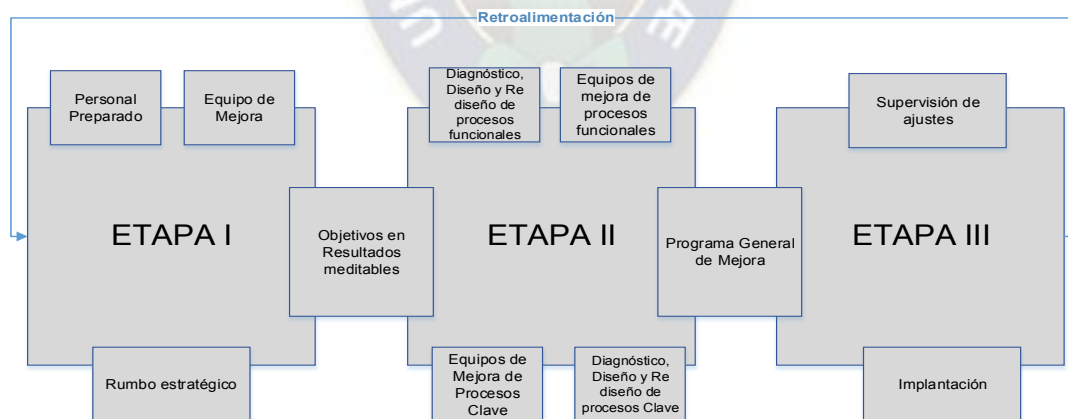 Retroalimentación
Personal
Preparado
Equipo de
Mejora
Diagnóstico,
Diseño y Re
diseño de
procesos
funcionales
Equipos de
mejora de
procesos
funcionales
Supervisión de
ajustes
ETAPA I
Objetivos en
Resultados
meditables
ETAPA II
Programa General
de Mejora
ETAPA III
Rumbo estratégico
Equipos de
Mejora de
Procesos
Clave
Diagnóstico,
Diseño y Re
diseño de
procesos Clave
Implantación